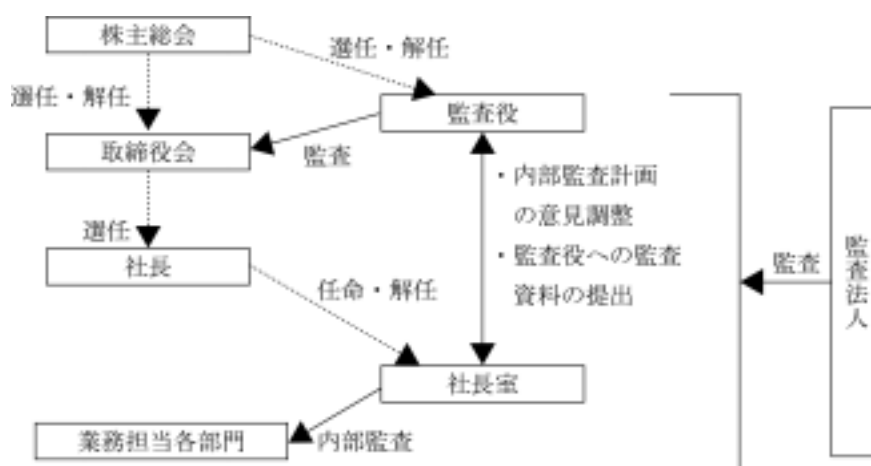 株主総会
選任・解任
選任・解任
監査役
取締役会
監査
・内部監査計画
の意見調整
・監査役への監査
資料の提出
選任
社長
任命・解任
監査
監査法人
社長室
業務担当各部門
内部監査